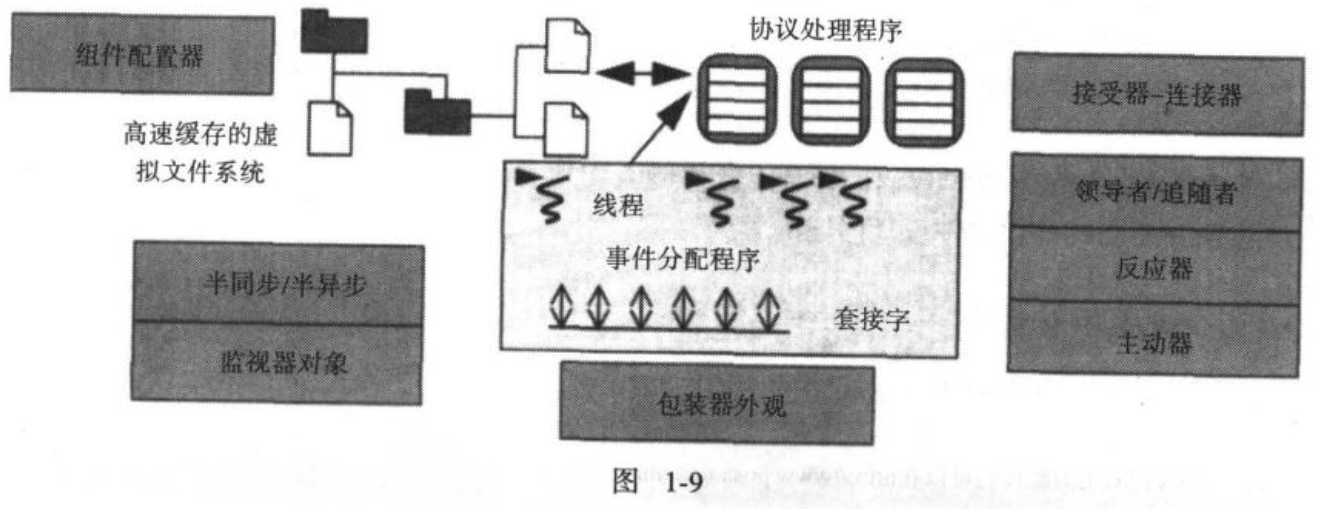 协议处理程序
组件配置器
接受器–连接器
高速缓存的虚
拟文件系统
线程
领导者/追随者
事件分配程序
反应器
半同步/半异步
套接字
主动器
监视器对象
包装器外观
图 1-9